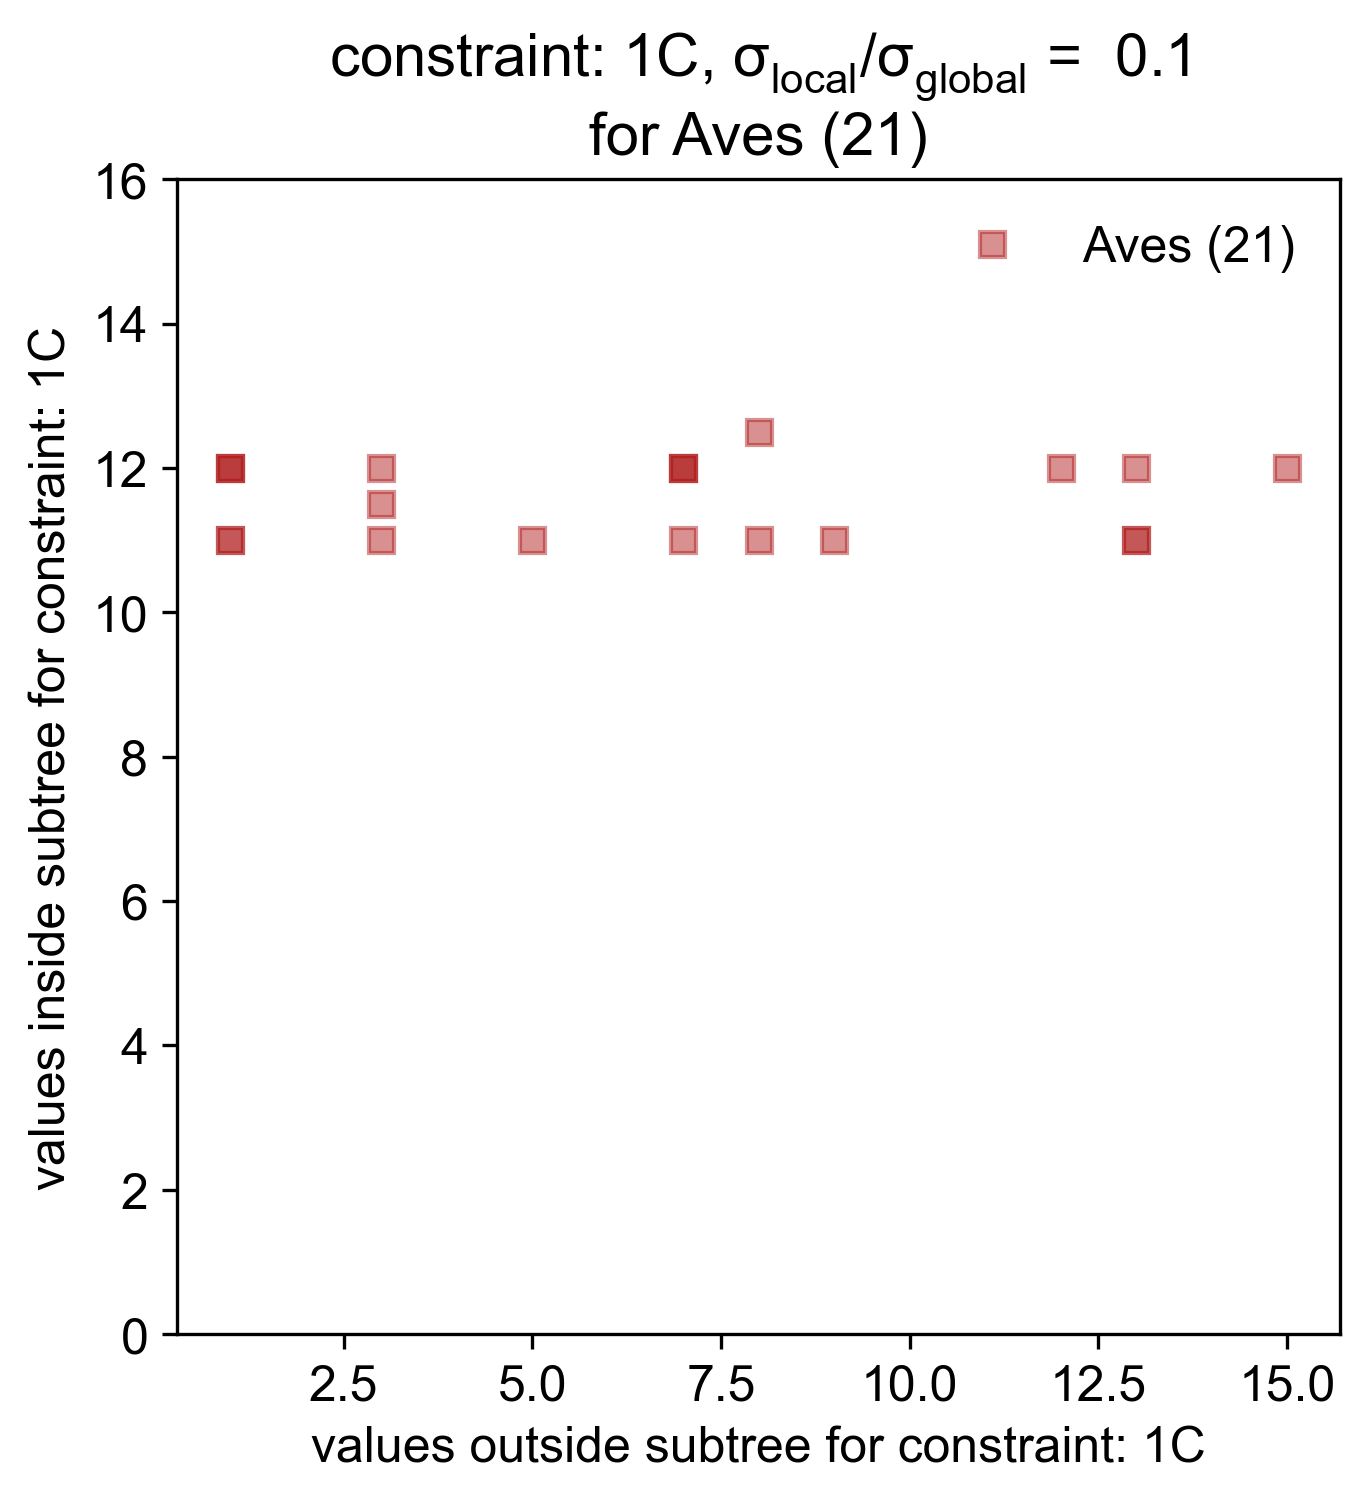 constraint: 1C, σlocal/σglobal = 0.1
for Aves (21)
Aves (21)
16
14
12
10
8
6
4
2
0
values inside subtree for constraint: 1C
2.5 5.0 7.5 10.0 12.5 15.0
values outside subtree for constraint: 1C